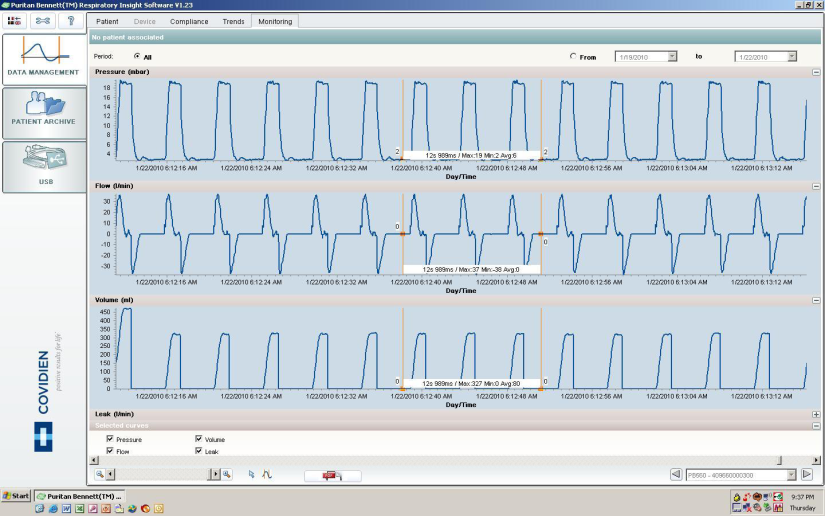 Puritan Bennett(TM) Respiratory Insight Software V1.23
Patient Device Compliance Trends Monitoring
No patient associated
Period: All From 1/19/2010 to 1/22/2010
DATA MANAGEMENT
PATIENT ARCHIVE
USB
COVIDIEN
positive results for life
Pressure (mbar)
18
16
14
12
10
8
6
4
2 2
12s 989ms / Max:19 Min:2 Avg:6
1/22/2010 6:12:16 AM 1/22/2010 6:12:24 AM 1/22/2010 6:12:32 AM 1/22/2010 6:12:40 AM 1/22/2010 6:12:48 AM 1/22/2010 6:12:56 AM 1/22/2010 6:13:04 AM 1/22/2010 6:13:12 AM
Day/Time
Flow (l/min)
30
20
10
0
-10
-20
-30
0 0
12s 989ms / Max:37 Min:-38 Avg:0
1/22/2010 6:12:16 AM 1/22/2010 6:12:24 AM 1/22/2010 6:12:32 AM 1/22/2010 6:12:40 AM 1/22/2010 6:12:48 AM 1/22/2010 6:12:56 AM 1/22/2010 6:13:04 AM 1/22/2010 6:13:12 AM
Day/Time
Volume (ml)
450
400
350
300
250
200
150
100
50
0
0 0
12s 989ms / Max:327 Min:0 Avg:80
1/22/2010 6:12:16 AM 1/22/2010 6:12:24 AM 1/22/2010 6:12:32 AM 1/22/2010 6:12:40 AM 1/22/2010 6:12:48 AM 1/22/2010 6:12:56 AM 1/22/2010 6:13:04 AM 1/22/2010 6:13:12 AM
Day/Time
Leak (l/min)
Selected curves
Pressure Volume
Flow Leak
PB560 - 409660000300
Start Puritan Bennett(TM) ... 9:37 PM
Thursday